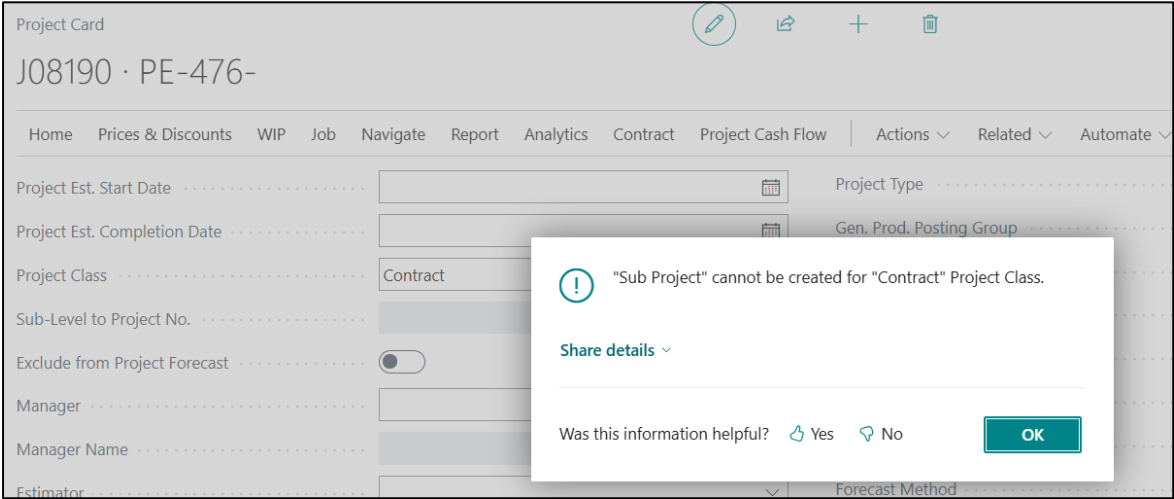 Project Card
J08190 · PE-476-
Home Prices & Discounts WIP Job Navigate Report Analytics Contract Project Cash Flow Actions Related Automate
Project Est. Start Date
Project Type
Project Est. Completion Date
Gen. Prod. Posting Group
Project Class
Contract
Sub-Level to Project No.
Exclude from Project Forecast
Manager
Manager Name
Estimator
Forecast Method
"Sub Project" cannot be created for "Contract" Project Class.
Share details
Was this information helpful? Yes No
OK